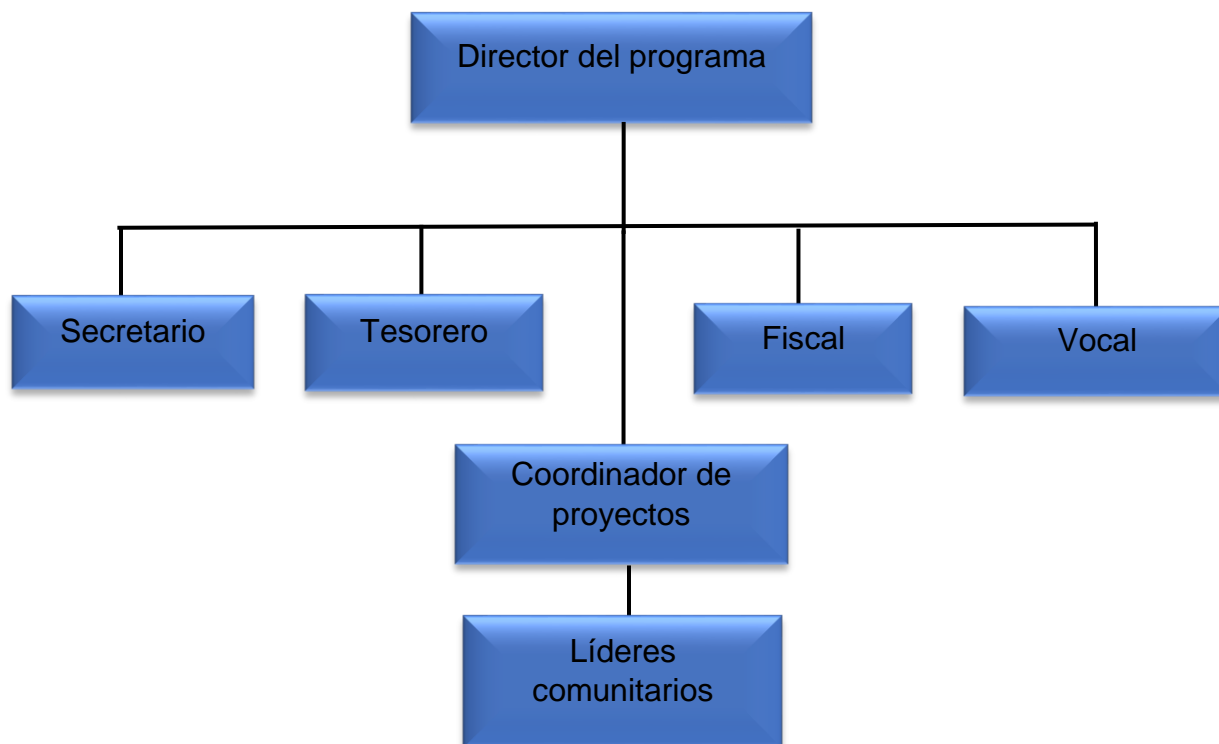 Director del programa
Secretario
Tesorero
Fiscal
Vocal
Coordinador de
proyectos
Líderes
comunitarios